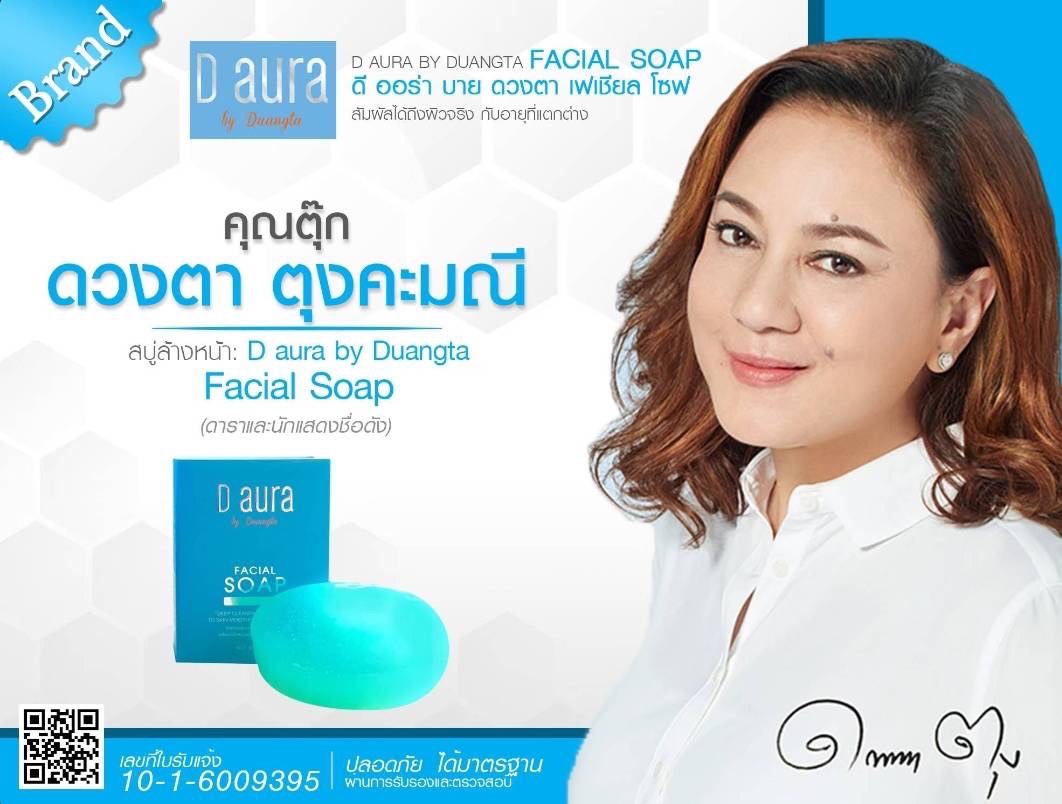 Brand
D aura
by Duangta
D AURA BY DUANGTA FACIAL SOAP
ดี ออร่า บาย ดวงตา เฟเชียล โซฟ
สัมผัสได้ถึงผิวจริง กับอายุที่แตกต่าง
คุณตุ๊ก
ดวงตา ตุงคะมณี
สบู่ล้างหน้า: D aura by Duangta
Facial Soap
(ดาราและนักแสดงชื่อดัง)
D aura
by Duangta
FACIAL
SOAP
เลขที่ใบรับแจ้ง
10-1-6009395
ปลอดภัย ได้มาตรฐาน
ผ่านการรับรองและตรวจสอบ